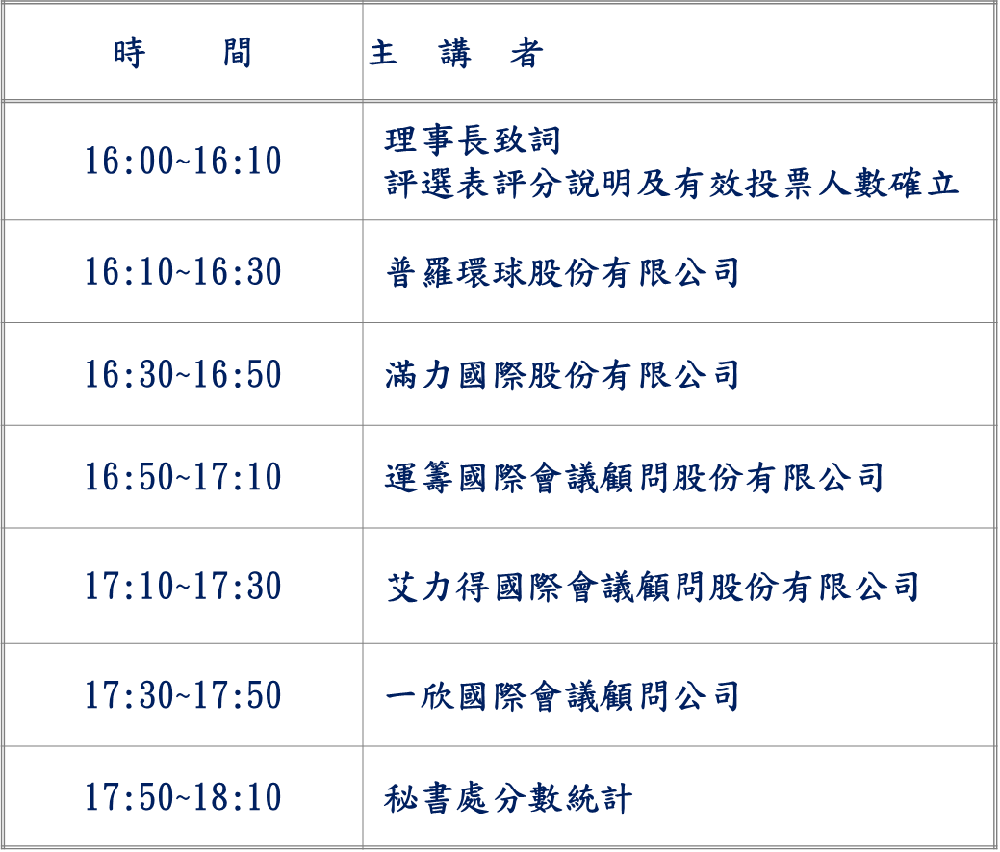 時 間 主 講 者
16:00~16:10 理事長致詞
評選表評分說明及有效投票人數確立
16:10~16:30 普羅環球股份有限公司
16:30~16:50 滿力國際股份有限公司
16:50~17:10 運籌國際會議顧問股份有限公司
17:10~17:30 艾力得國際會議顧問股份有限公司
17:30~17:50 一欣國際會議顧問公司
17:50~18:10 秘書處分數統計